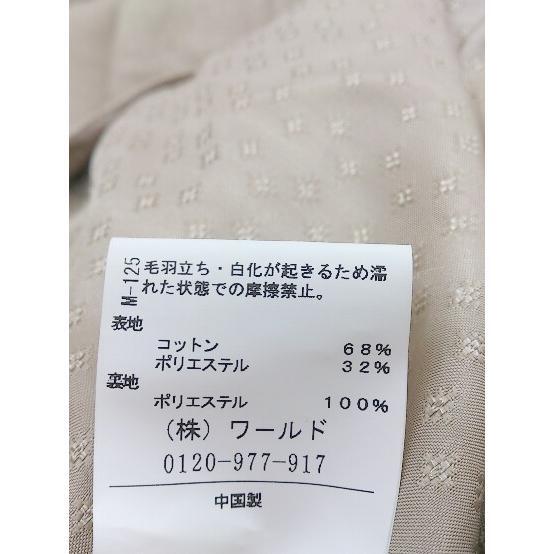 M-125
毛羽立ち・白化が起きるため濡
れた状態での摩擦禁止。
表地
コットン 68%
ポリエステル 32%
裏地
ポリエステル 100%
（株）ワールド
0120-977-917
中国製